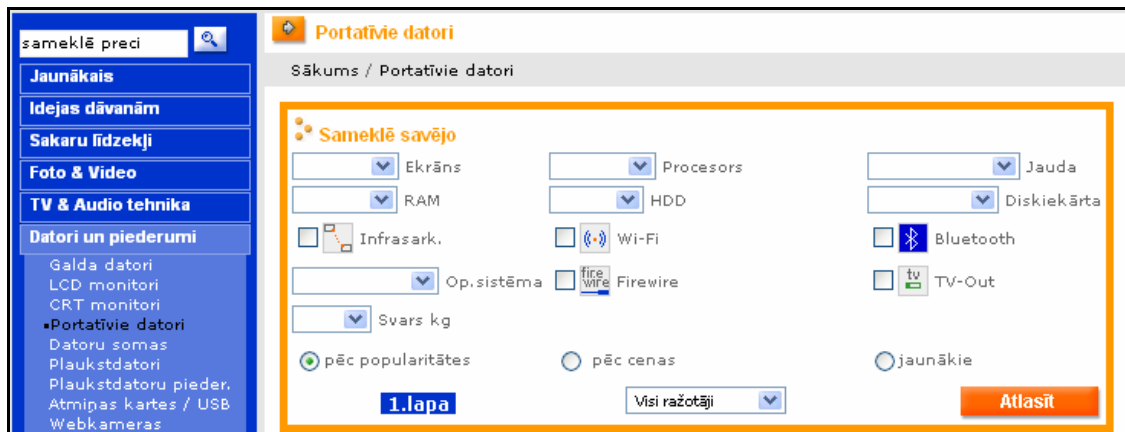 sameklē preci
Jaunākais
Idejas dāvanām
Sakaru līdzekļi
Foto & Video
TV & Audio tehnika
Datori un piederumi
Galda datori
LCD monitori
CRT monitori
Portatīvie datori
Datoru somas
Plaukstdatori
Plaukstdatoru pieder.
Atmiņas kartes / USB
Webkameras
Portatīvie datori
Sākums / Portatīvie datori
Sameklē savējo
Ekrāns Procesors Jauda
RAM HDD Diskiekārta
Infrasark. Wi-Fi Bluetooth
Op.sistēma fire wire Firewire tv TV-Out
Svars kg
pēc popularitātes pēc cenas jaunākie
1.lapa Visi ražotāji Atlasīt